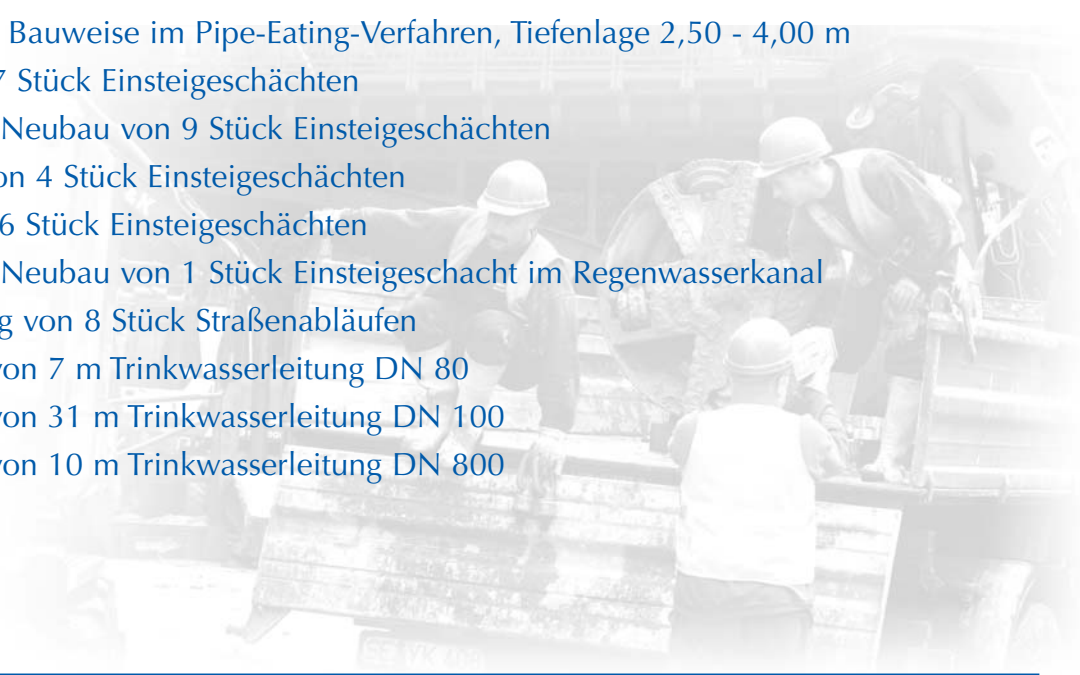 Bauweise im Pipe-Eating-Verfahren, Tiefenlage 2,50 - 4,00 m
7 Stück Einsteigeschächten
Neubau von 9 Stück Einsteigeschächten
on 4 Stück Einsteigeschächten
6 Stück Einsteigeschächten
Neubau von 1 Stück Einsteigeschacht im Regenwasserkanal
g von 8 Stück Straßenabläufen
von 7 m Trinkwasserleitung DN 80
von 31 m Trinkwasserleitung DN 100
von 10 m Trinkwasserleitung DN 800